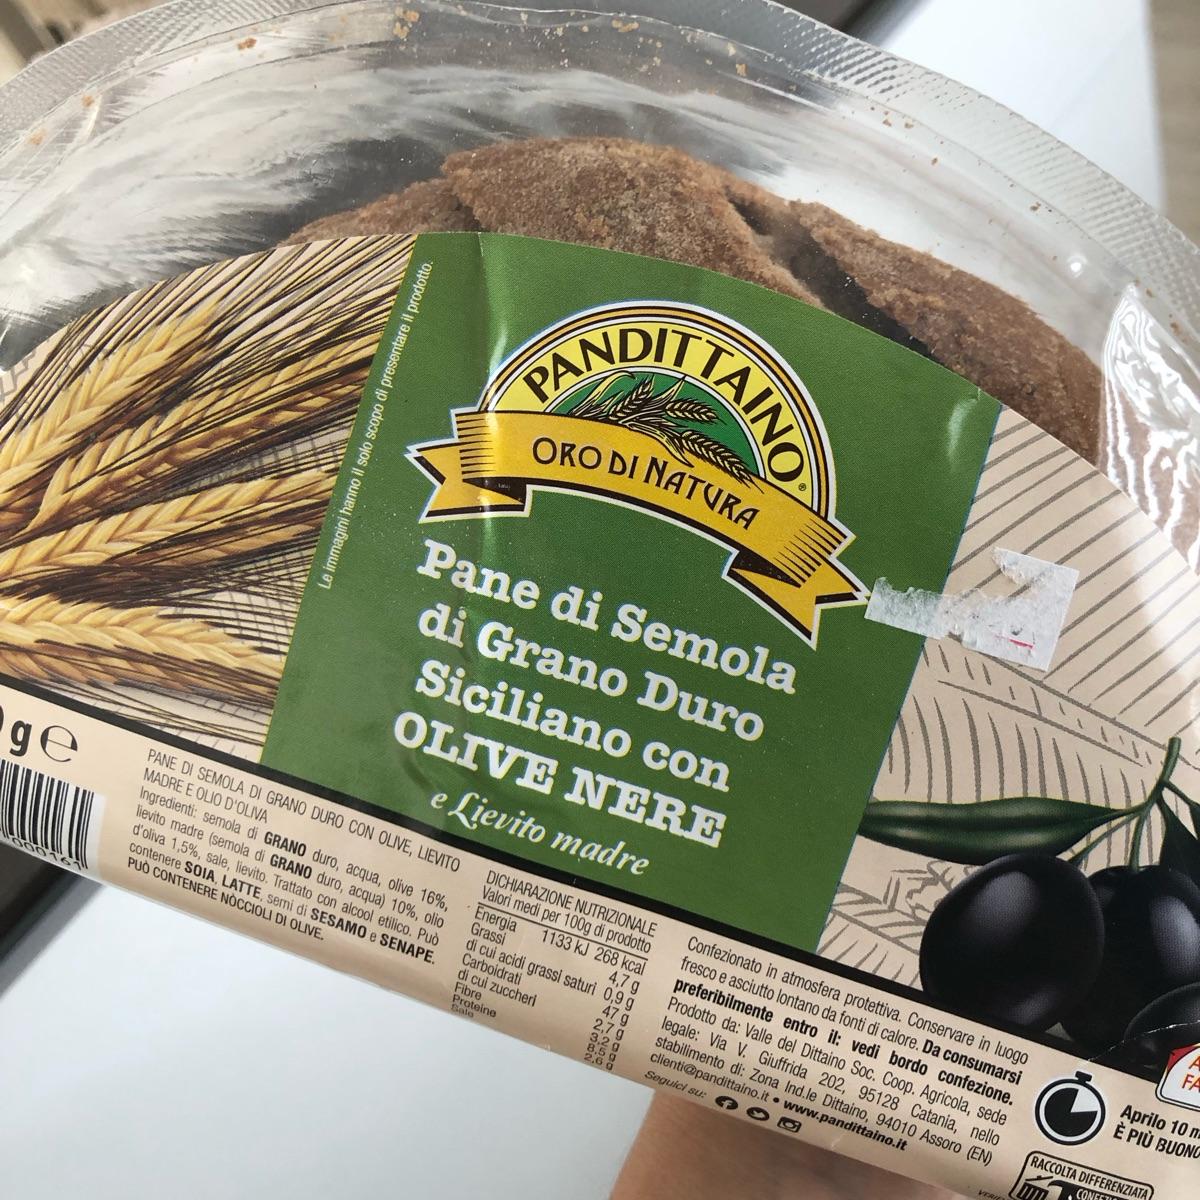 Le immagini hanno il solo scopo di presentare il prodotto.
PANDITTAINO®
ORO DI NATURA
Pane di Semola
di Grano Duro
Siciliano con
OLIVE NERE
e Lievito madre
g e
000161
PANE DI SEMOLA DI GRANO DURO CON OLIVE, LIEVITO
MADRE E OLIO D'OLIVA
Ingredienti: semola di GRANO duro, acqua, olive 16%,
lievito madre (semola di GRANO duro, acqua) 10%, olio
d'oliva 1,5%, sale, lievito. Trattato con alcool etilico. Può
contenere SOIA, LATTE, semi di SESAMO e SENAPE.
PUÒ CONTENERE NÒCCIOLI DI OLIVE.
DICHIARAZIONE NUTRIZIONALE
Valori medi per 100g di prodotto
Energia 1133 kJ 268 kcal
Grassi 4,7 g
di cui acidi grassi saturi 0,9 g
Carboidrati 47 g
di cui zuccheri 2,7 g
Fibre 3,2 g
Proteine 8,5 g
Sale 2,6 g
Confezionato in atmosfera protettiva. Conservare in luogo
fresco e asciutto lontano da fonti di calore. Da consumarsi
preferibilmente entro il: vedi bordo confezione.
Prodotto da: Valle del Dittaino Soc. Coop. Agricola, sede
legale: Via V. Giuffrida 202, 95128 Catania, nello
stabilimento di: Zona Ind.le Dittaino, 94010 Assoro (EN)
clienti@pandittaino.it • www.pandittaino.it
Seguici su:
Aprilo 10
È PIÙ BUONO
RACCOLTA DIFFERENZIATA